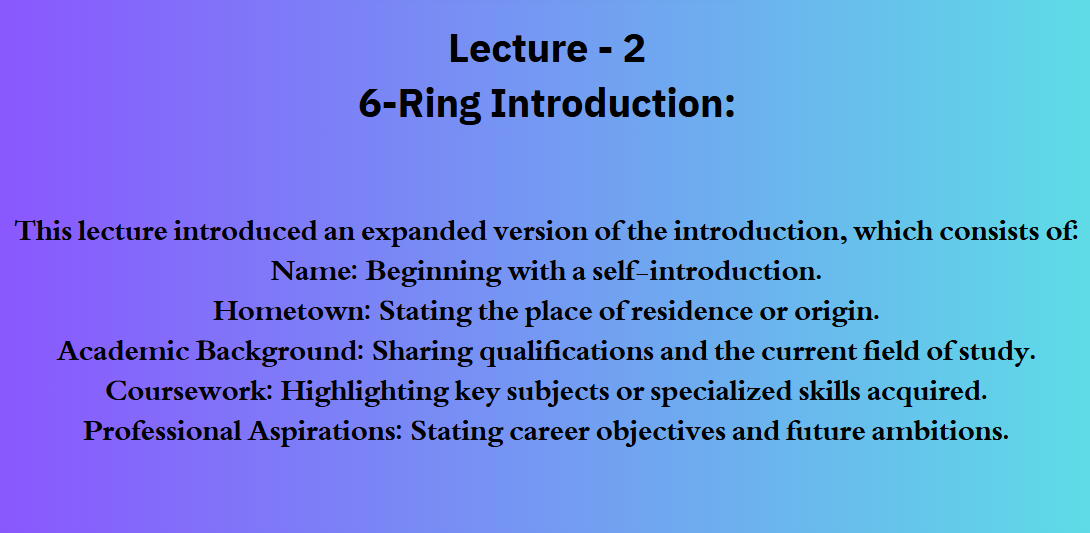 Lecture - 2
6-Ring Introduction:
This lecture introduced an expanded version of the introduction, which consists of:
Name: Beginning with a self-introduction.
Hometown: Stating the place of residence or origin.
Academic Background: Sharing qualifications and the current field of study.
Coursework: Highlighting key subjects or specialized skills acquired.
Professional Aspirations: Stating career objectives and future ambitions.